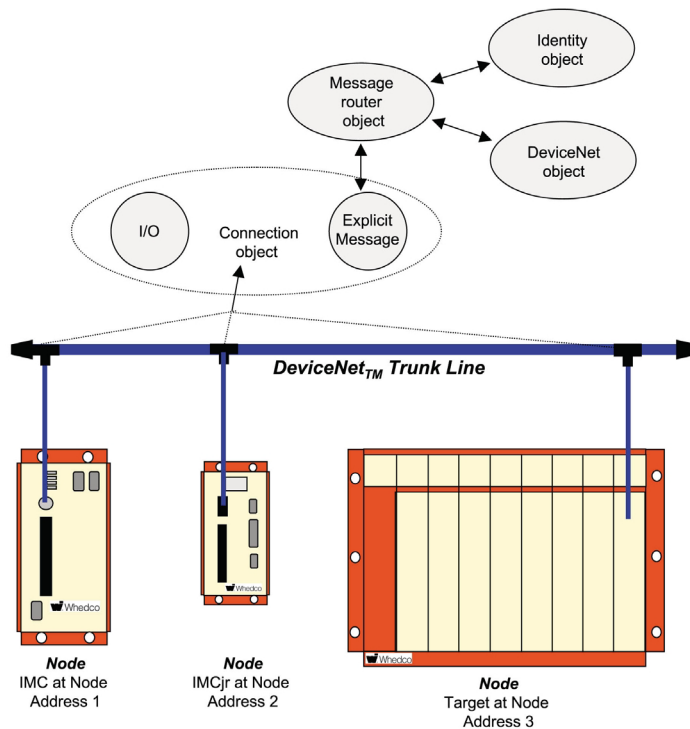 Identity
object
Message
router
object
DeviceNet
object
I/O
Connection
object
Explicit
Message
DeviceNetTM Trunk Line
Whedco
Whedco
Whedco
Node
IMC at Node
Address 1
Node
IMCjr at Node
Address 2
Node
Target at Node
Address 3